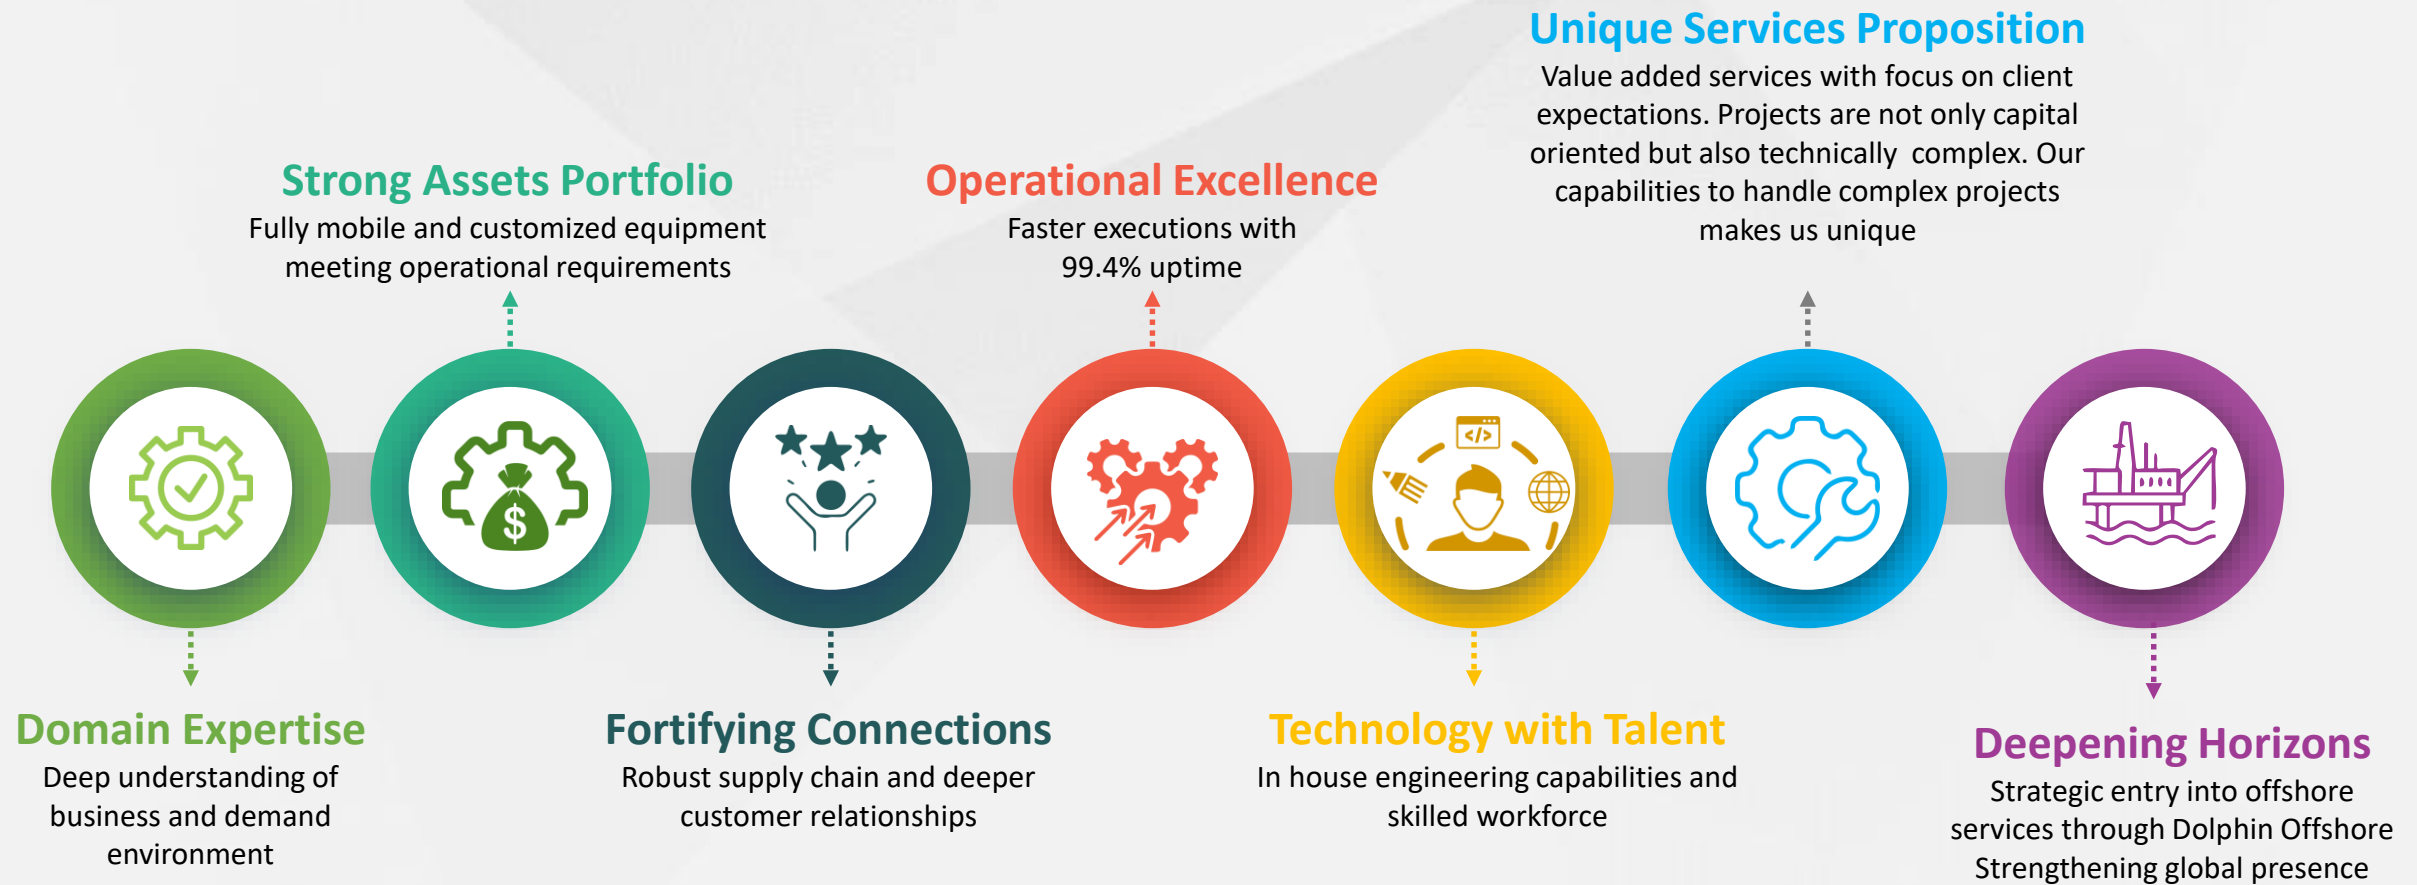 Unique Services Proposition
Value added services with focus on client
expectations. Projects are not only capital
oriented but also technically  complex. Our
capabilities to handle complex projects
makes us unique
Strong Assets Portfolio
Fully mobile and customized equipment
meeting operational requirements
Operational Excellence
Faster executions with
99.4% uptime
$
</>
Domain Expertise
Deep understanding of
business and demand
environment
Fortifying Connections
Robust supply chain and deeper
customer relationships
Technology with Talent
In house engineering capabilities and
skilled workforce
Deepening Horizons
Strategic entry into offshore
services through Dolphin Offshore
Strengthening global presence